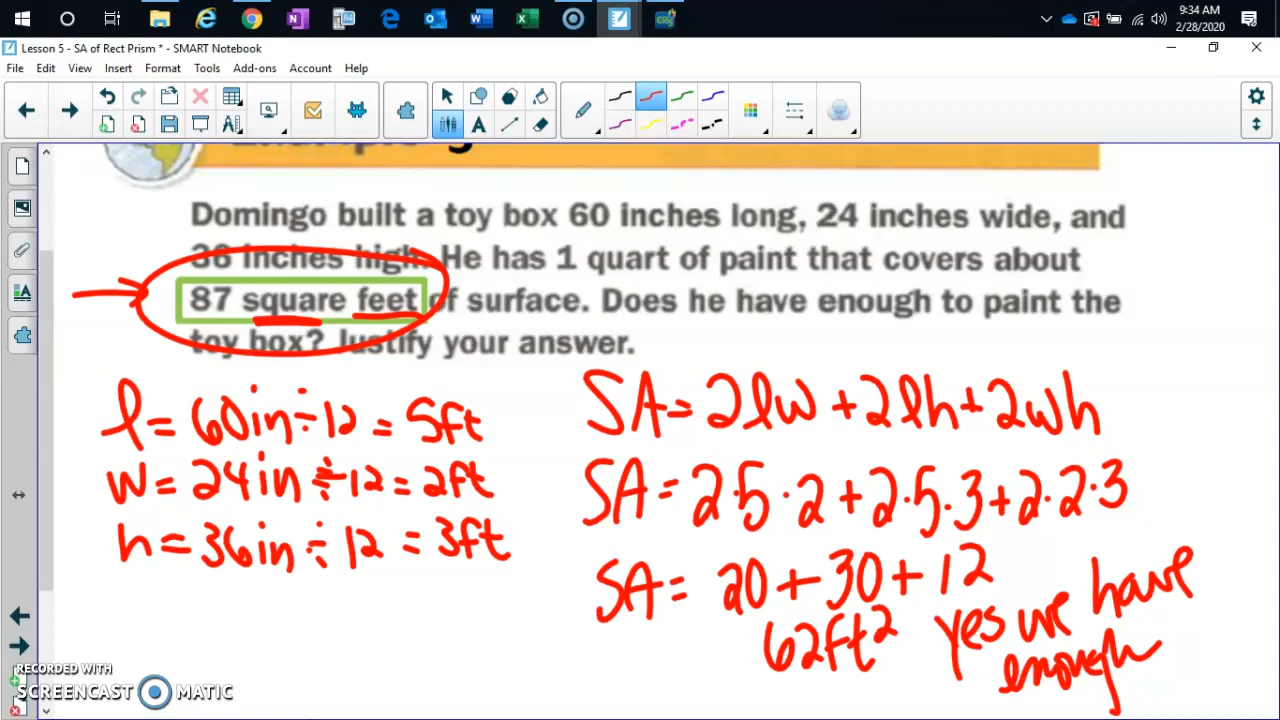 9:34 AM
2/28/2020
Lesson 5 - SA of Rect Prism * - SMART Notebook
File Edit View Insert Format Tools Add-ons Account Help
Domingo built a toy box 60 inches long, 24 inches wide, and
36 inches high. He has 1 quart of paint that covers about
87 square feet of surface. Does he have enough to paint the
toy box? Justify your answer.
l = 60in ÷ 12 = 5ft
w = 24in ÷ 12 = 2ft
h = 36in ÷ 12 = 3ft
SA = 2lw + 2lh + 2wh
SA = 2·5·2 + 2·5·3 + 2·2·3
SA = 20 + 30 + 12
62ft²
yes we have
enough
RECORDED WITH
SCREENCAST MATIC